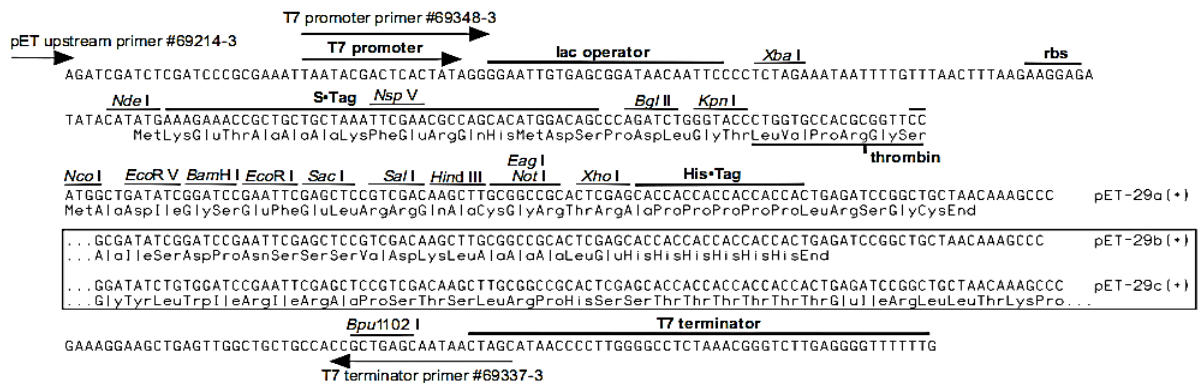 T7 promoter primer #69348-3
pET upstream primer #69214-3
T7 promoter
lac operator
Xba I
rbs
AGATCGATCTCGATCCCGCGAAATTAATACGACTCACTATAGGGGAATTGTGAGCGGATAACAATTCCCCTCTAGAAATAATTTTGTTTAACTTTAAGAAGGAGA
Nde I
S•Tag
Nsp V
Bgl II
Kpn I
TATACATATGAAAGAAACCGCTGCTGCTAAATTCGAACGCCAGCACATGGACAGCCCAGATCTGGGTACCCTGGTGCCACGCGGTTCC
MetLysGluThrAlaAlaAlaLysPheGluArgGlnHisMetAspSerProAspLeuGlyThrLeuValProArgGlySer
thrombin
Eag I
Nco I
EcoR V
BamH I
EcoR I
Sac I
Sal I
Hind III
Not I
Xho I
His•Tag
ATGGCTGATATCGGATCCGAATTCGAGCTCCGTCGACAAGCTTGCGGCCGCACTCGAGCACCACCACCACCACCACTGAGATCCGGCTGCTAACAAAGCCC
pET-29a(+)
MetAlaAspIleGlySerGluPheGluLeuArgArgGlnAlaCysGlyArgThrArgAlaProProProProProLeuArgSerGlyCysEnd
...GCGATATCGGATCCGAATTCGAGCTCCGTCGACAAGCTTGCGGCCGCACTCGAGCACCACCACCACCACCACTGAGATCCGGCTGCTAACAAAGCCC
pET-29b(+)
...AlaIleSerAspProAsnSerSerSerValAspLysLeuAlaAlaAlaLeuGluHisHisHisHisHisHisEnd
...GGATATCTGTGGATCCGAATTCGAGCTCCGTCGACAAGCTTGCGGCCGCACTCGAGCACCACCACCACCACCACTGAGATCCGGCTGCTAACAAAGCCC
pET-29c(+)
...GlyTyrLeuTrpIleArgIleArgAlaProSerThrSerLeuArgProHisSerSerThrThrThrThrThrThrGluIleArgLeuLeuThrLysPro...
Bpu1102 I
T7 terminator
GAAAGGAAGCTGAGTTGGCTGCTGCCACCGCTGAGCAATAACTAGCATAACCCCTTGGGGCCTCTAAACGGGTCTTGAGGGGTTTTTTG
T7 terminator primer #69337-3